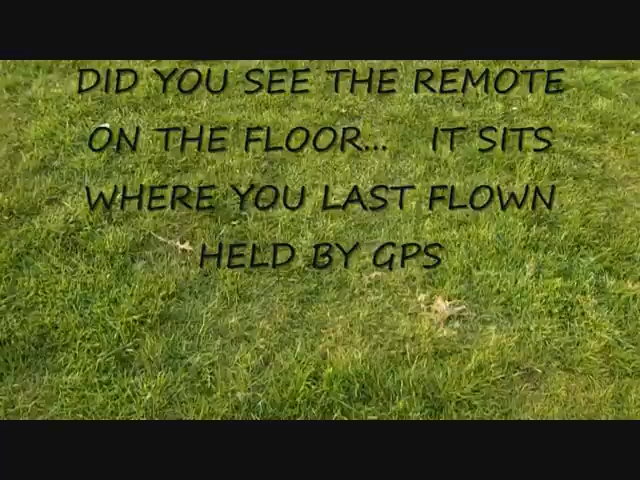 DID YOU SEE THE REMOTE
ON THE FLOOR... IT SITS
WHERE YOU LAST FLOWN
HELD BY GPS